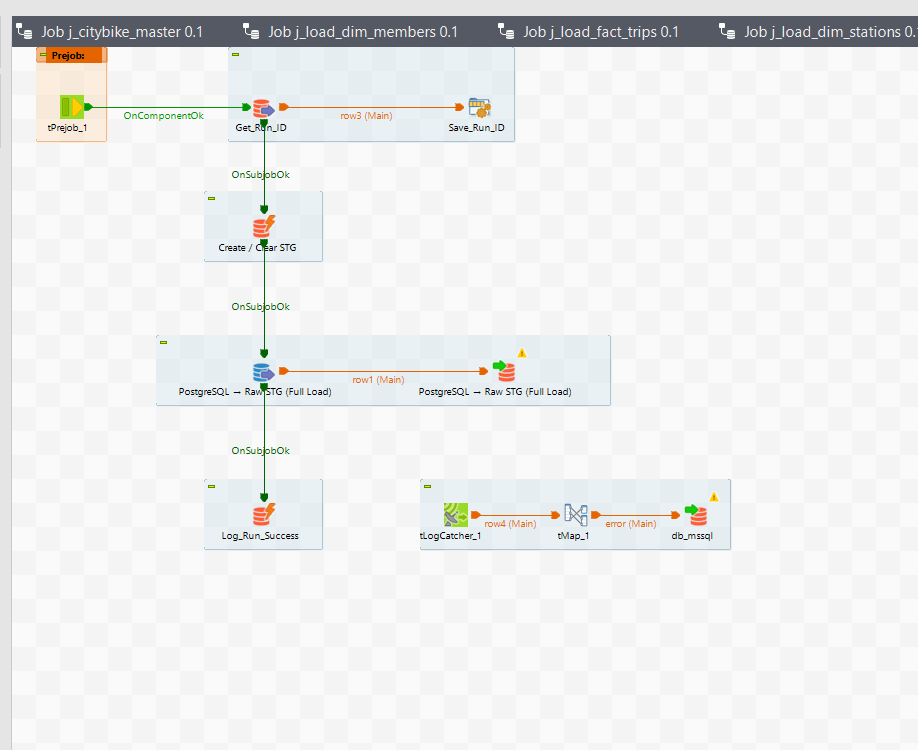 Job j_citybike_master 0.1
Job j_load_dim_members 0.1
Job j_load_fact_trips 0.1
Job j_load_dim_stations 0.1
Prejob:
OnComponentOk
row3 (Main)
tPrejob_1
Get_Run_ID
Save_Run_ID
OnSubjobOk
Create / Clear STG
OnSubjobOk
row1 (Main)
PostgreSQL → Raw STG (Full Load)
PostgreSQL → Raw STG (Full Load)
OnSubjobOk
row4 (Main)
error (Main)
Log_Run_Success
tLogCatcher_1
tMap_1
db_mssql